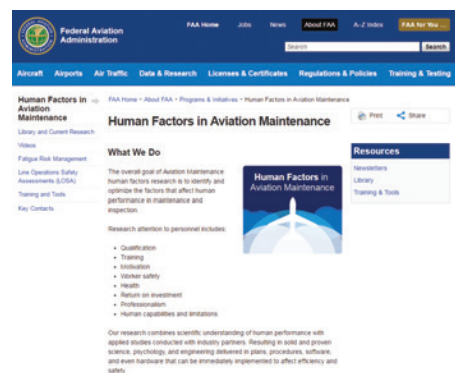 Federal Aviation
Administration
FAA Home
Jobs
News
About FAA
A-Z Index
FAA for You ...
Search
Search
Aircraft
Airports
Air Traffic
Data & Research
Licenses & Certificates
Regulations & Policies
Training & Testing
Human Factors in
Aviation
Maintenance
Library and Current Research
Videos
Fatigue Risk Management
Line Operations Safety
Assessments (LOSA)
Training and Tools
Key Contacts
FAA Home • About FAA • Programs & Initiatives • Human Factors in Aviation Maintenance
Human Factors in Aviation Maintenance
Print
Share
What We Do
The overall goal of Aviation Maintenance
human factors research is to identify and
optimize the factors that affect human
performance in maintenance and
inspection.
Research attention to personnel includes:
• Qualification
• Training
• Motivation
• Worker safety
• Health
• Return on investment
• Professionalism
• Human capabilities and limitations
Human Factors in
Aviation Maintenance
Our research combines scientific understanding of human performance with
applied studies conducted with industry partners. Resulting in solid and proven
science, psychology, and engineering delivered in plans, procedures, software,
and even hardware that can be immediately implemented to affect efficiency and
safety.
Resources
Newsletters
Library
Training & Tools